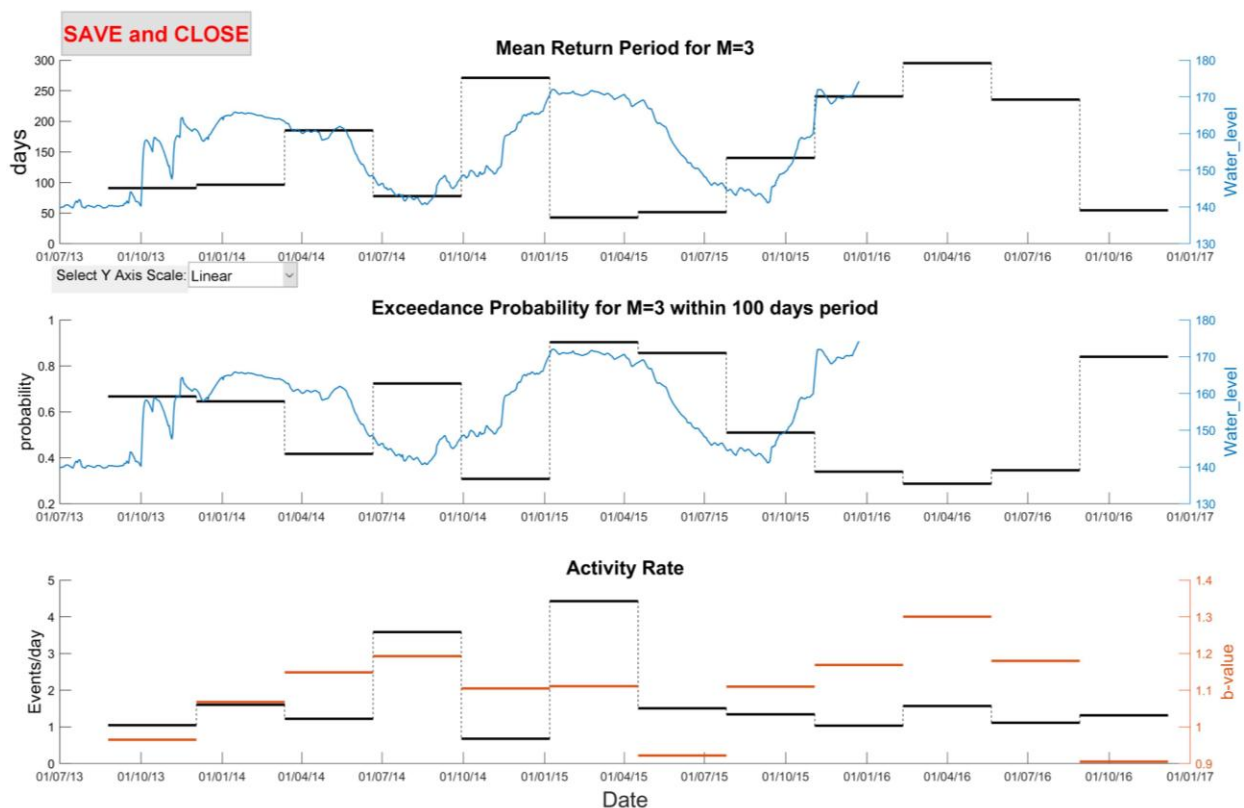 SAVE and CLOSE
Mean Return Period for M=3
300
250
200
150
100
50
0
days
180
170
160
150
140
130
Water_level
01/07/13 01/10/13 01/01/14 01/04/14 01/07/14 01/10/14 01/01/15 01/04/15 01/07/15 01/10/15 01/01/16 01/04/16 01/07/16 01/10/16 01/01/17
Select Y Axis Scale: Linear
Exceedance Probability for M=3 within 100 days period
1
0.8
0.6
0.4
0.2
probability
180
170
160
150
140
130
Water_level
01/07/13 01/10/13 01/01/14 01/04/14 01/07/14 01/10/14 01/01/15 01/04/15 01/07/15 01/10/15 01/01/16 01/04/16 01/07/16 01/10/16 01/01/17
Activity Rate
5
4
3
2
1
0
Events/day
1.4
1.3
1.2
1.1
1
0.9
b-value
01/07/13 01/10/13 01/01/14 01/04/14 01/07/14 01/10/14 01/01/15 01/04/15 01/07/15 01/10/15 01/01/16 01/04/16 01/07/16 01/10/16 01/01/17
Date